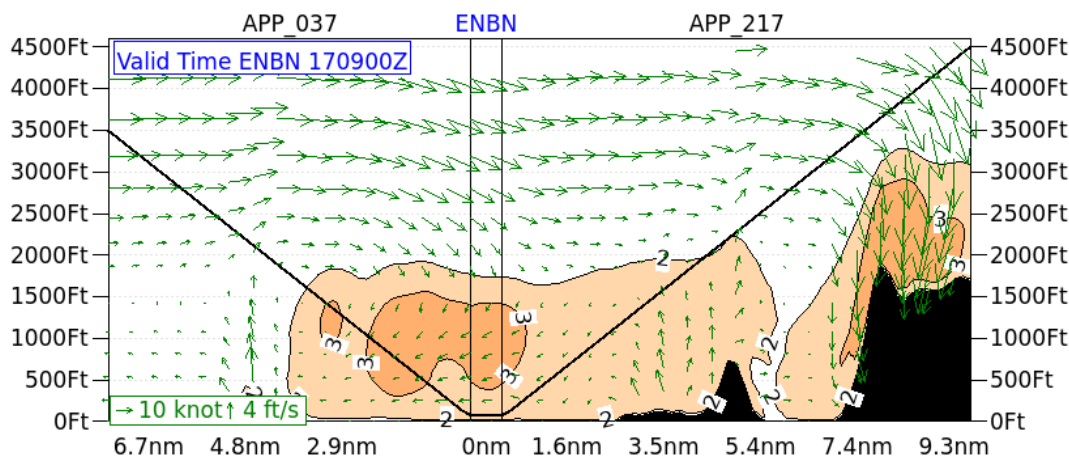 APP_037 ENBN APP_217
4500Ft 4500Ft
Valid Time ENBN 170900Z
4000Ft 4000Ft
3500Ft 3500Ft
3000Ft 3000Ft
2500Ft 2500Ft
3
2000Ft 2 3 2000Ft
1500Ft 1500Ft
3
1000Ft 3 2 1000Ft
3 3
500Ft 500Ft
2 2 2 2
→10 knot↑ 4 ft/s
0Ft 2 2 0Ft
6.7nm 4.8nm 2.9nm 0nm 1.6nm 3.5nm 5.4nm 7.4nm 9.3nm